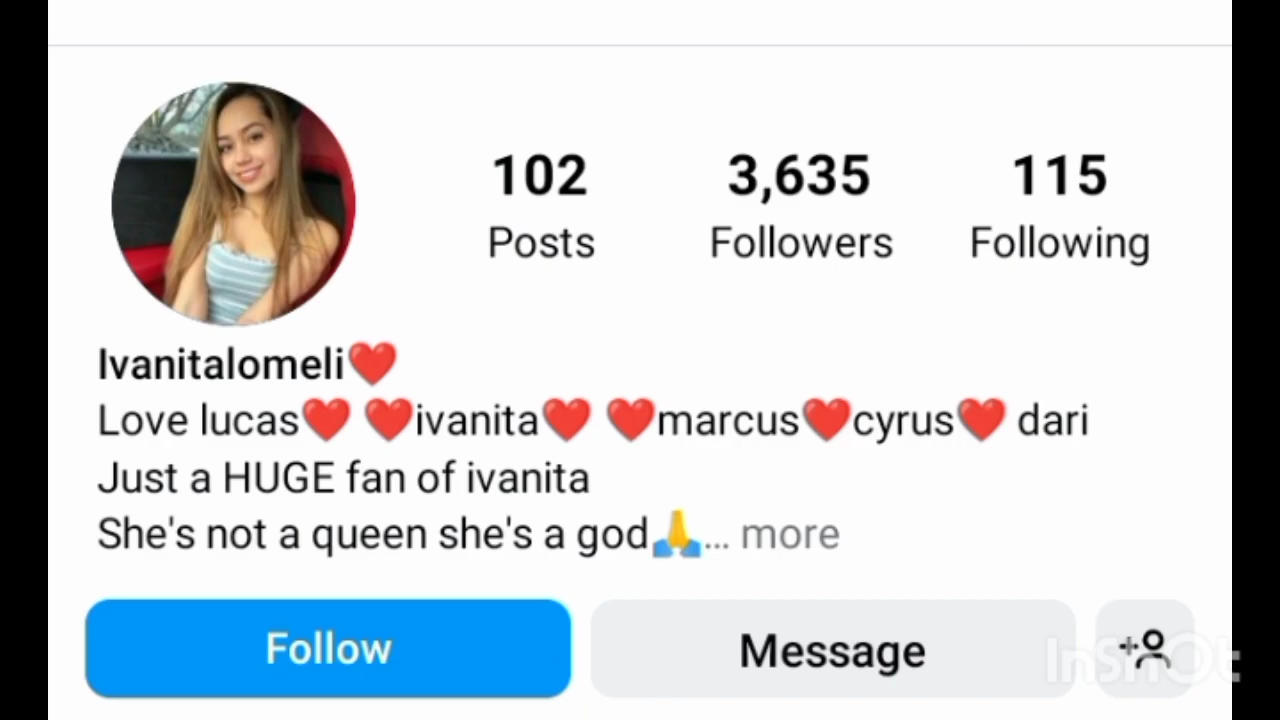 102 3,635 115
Posts Followers Following
Ivanitalomeli❤️
Love lucas❤️ ❤️ivanita❤️ ❤️marcus❤️cyrus❤️ dari
Just a HUGE fan of ivanita
She's not a queen she's a god🙏... more
Follow Message
InShOt